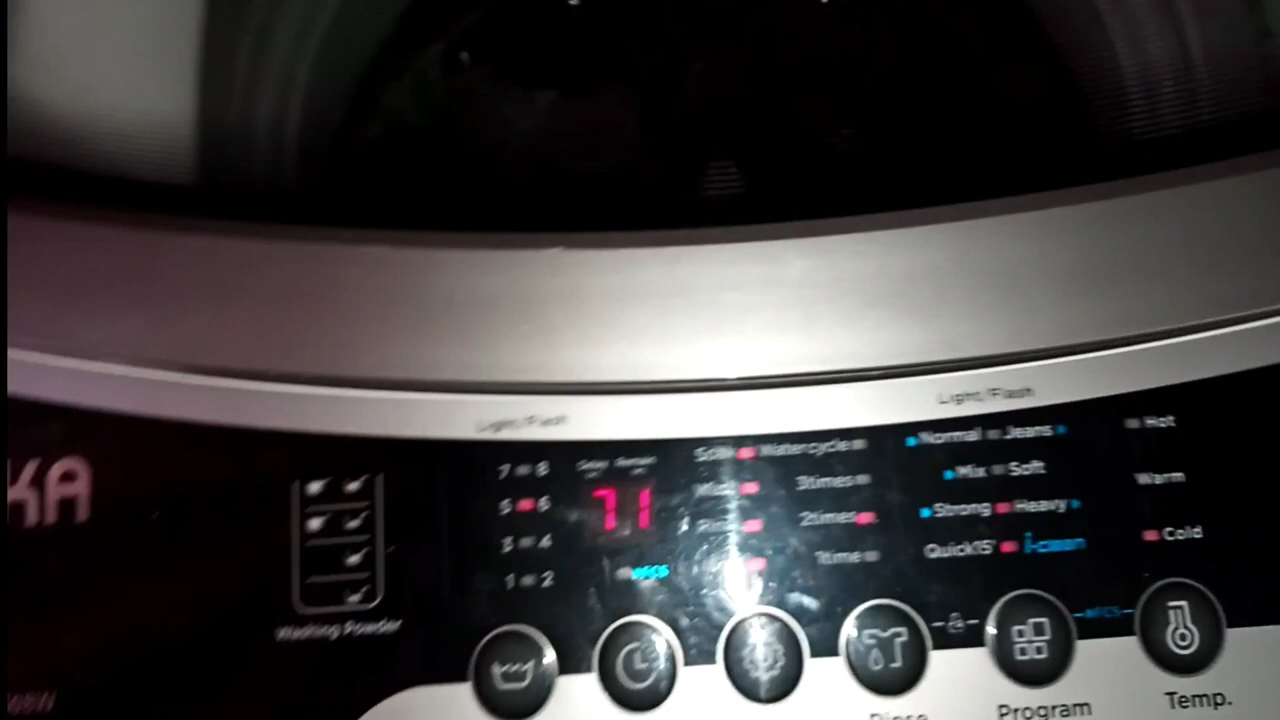 Light/Flash
Light/Flash
KA
7 8
5 6
3 4
1 2
71
Soak
Watercycle
3times
2times
1time
Normal Jeans
Mix Soft
Strong Heavy
Quick15' i-clean
Hot
Warm
Cold
Washing Powder
Rinse
Program
Temp.